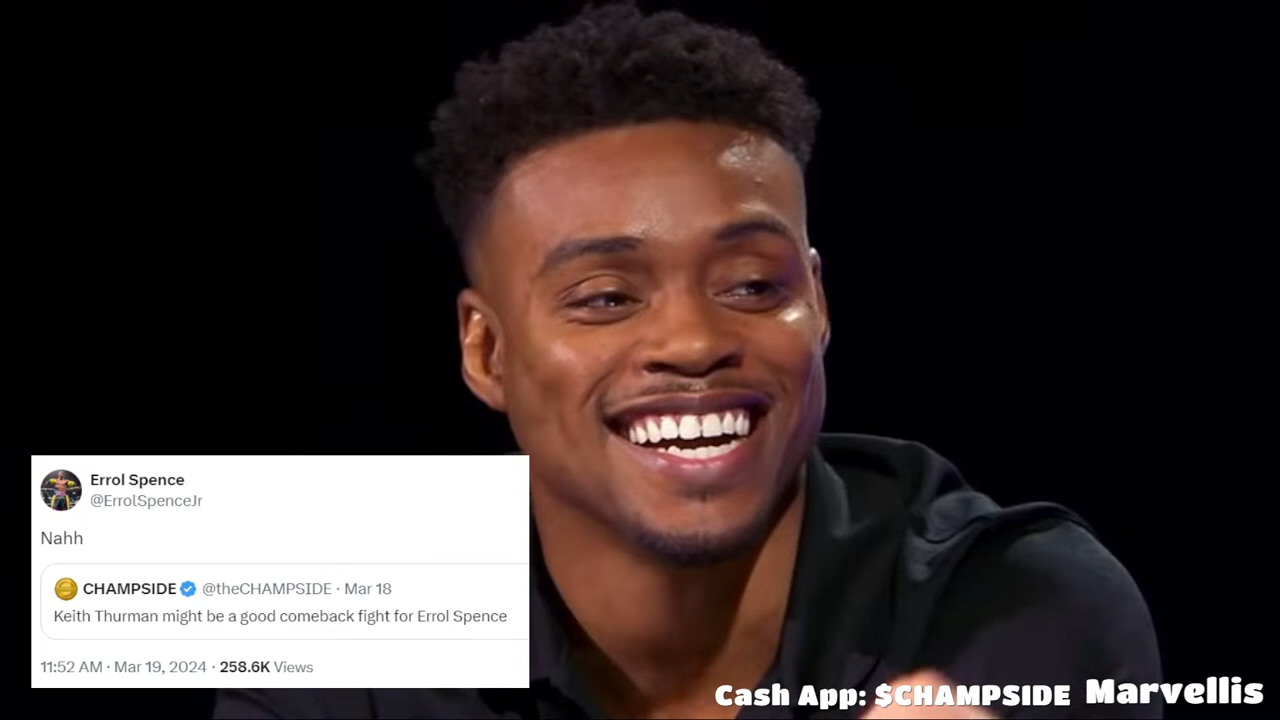 Errol Spence
@ErrolSpenceJr
Nahh
CHAMPSIDE @theCHAMPSIDE · Mar 18
Keith Thurman might be a good comeback fight for Errol Spence
11:52 AM · Mar 19, 2024 · 258.6K Views
Cash App: $CHAMPSIDE Marvellis